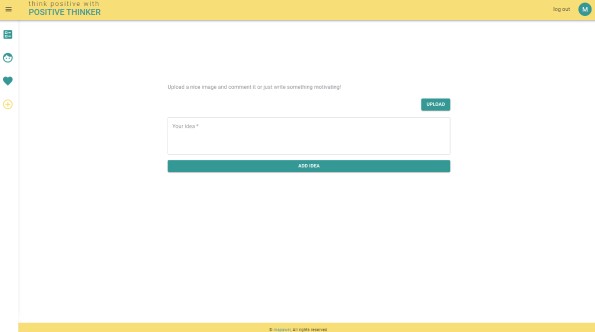 think positive with
POSITIVE THINKER
log out
M
Upload a nice image and comment it or just write something motivating!
UPLOAD
Your idea *
ADD IDEA
© All rights reserved